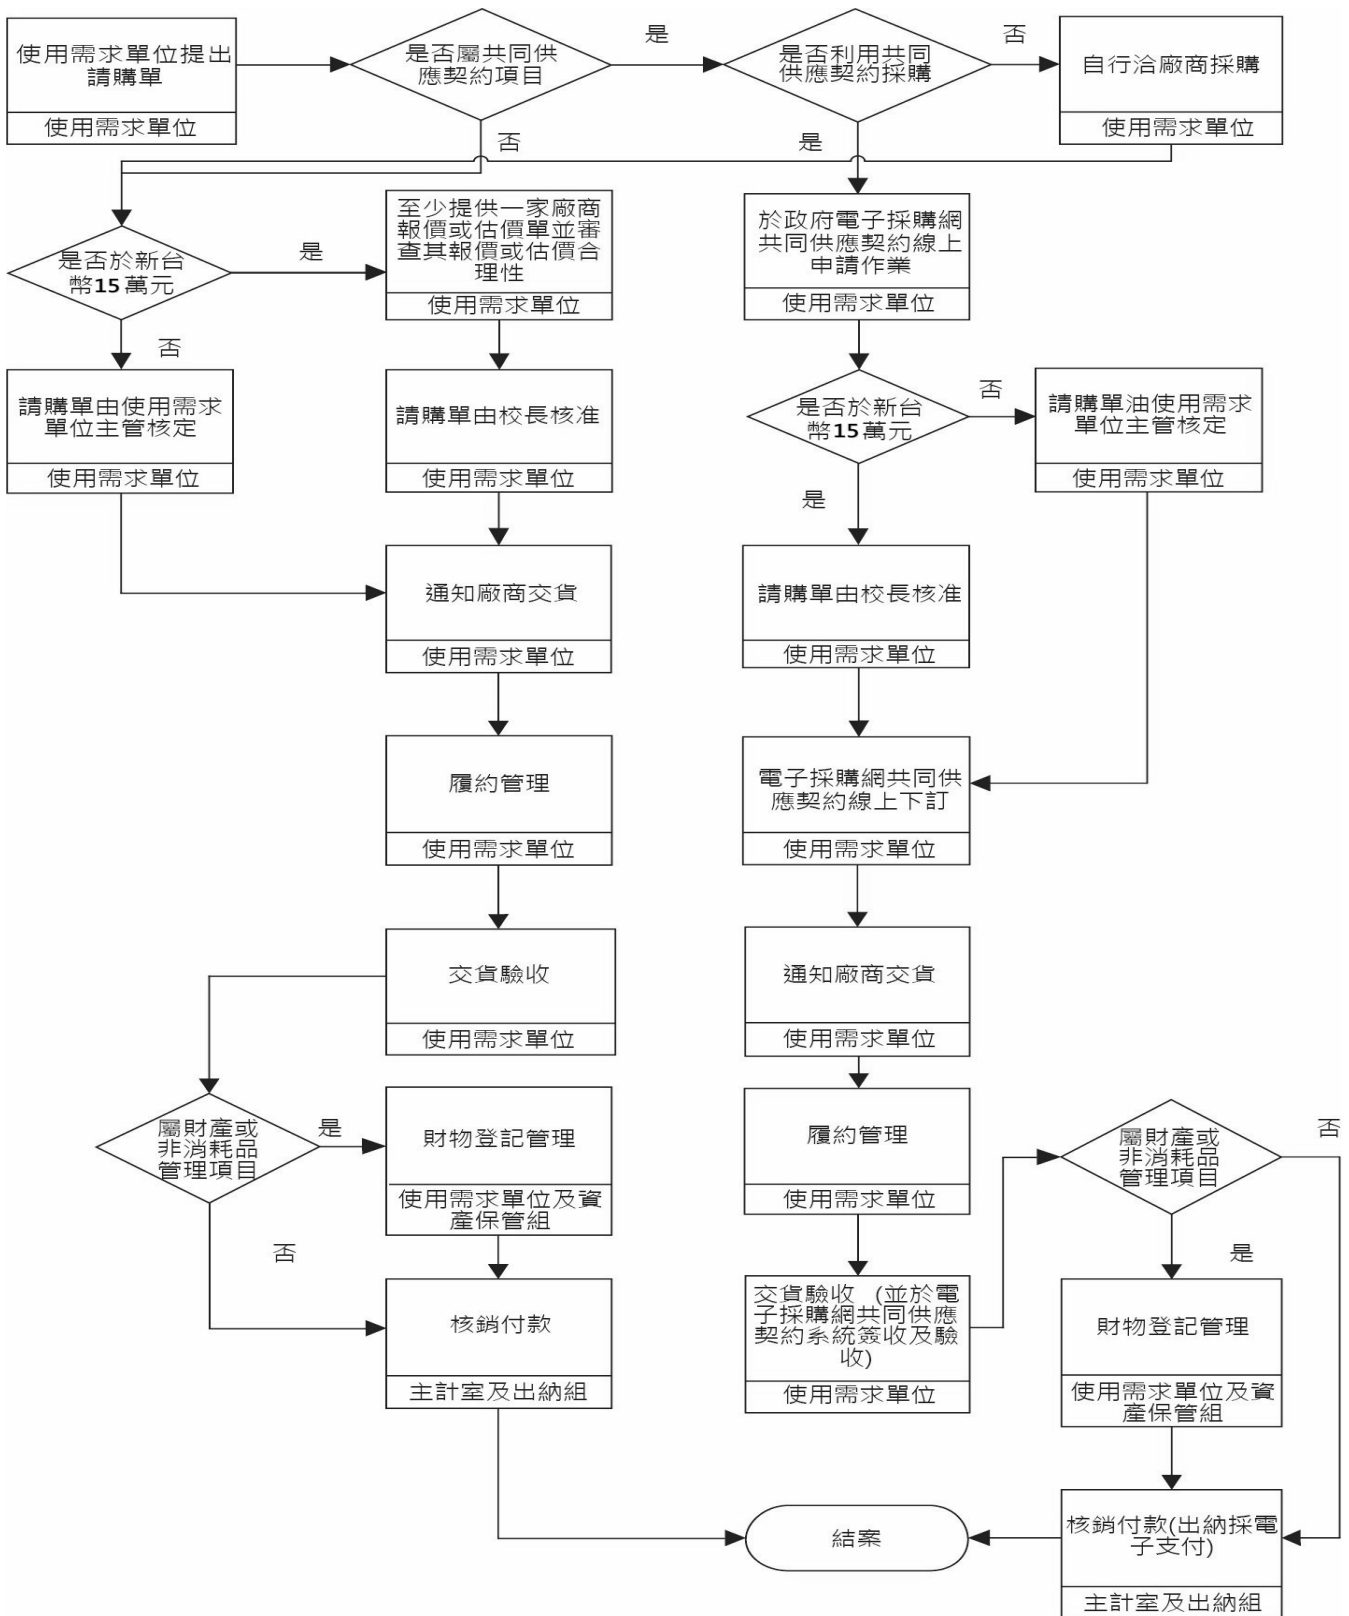 使用需求單位提出
請購單
使用需求單位
是否屬共同供
應契約項目
是
是否利用共同
供應契約採購
否
自行洽廠商採購
使用需求單位
否
是
是否於新台
幣15萬元
是
至少提供一家廠商
報價或估價單並審
查其報價或估價合
理性
使用需求單位
於政府電子採購網
共同供應契約線上
申請作業
使用需求單位
否
請購單由使用需求
單位主管核定
使用需求單位
請購單由校長核准
使用需求單位
是否於新台
幣15萬元
否
請購單油使用需求
單位主管核定
使用需求單位
是
通知廠商交貨
使用需求單位
請購單由校長核准
使用需求單位
履約管理
使用需求單位
電子採購網共同供
應契約線上下訂
使用需求單位
交貨驗收
使用需求單位
通知廠商交貨
使用需求單位
屬財產或
非消耗品
管理項目
是
財物登記管理
使用需求單位及資
產保管組
履約管理
使用需求單位
屬財產或
非消耗品
管理項目
否
否
是
核銷付款
主計室及出納組
交貨驗收 (並於電
子採購網共同供應
契約系統簽收及驗
收)
使用需求單位
財物登記管理
使用需求單位及資
產保管組
結案
核銷付款(出納採電
子支付)
主計室及出納組